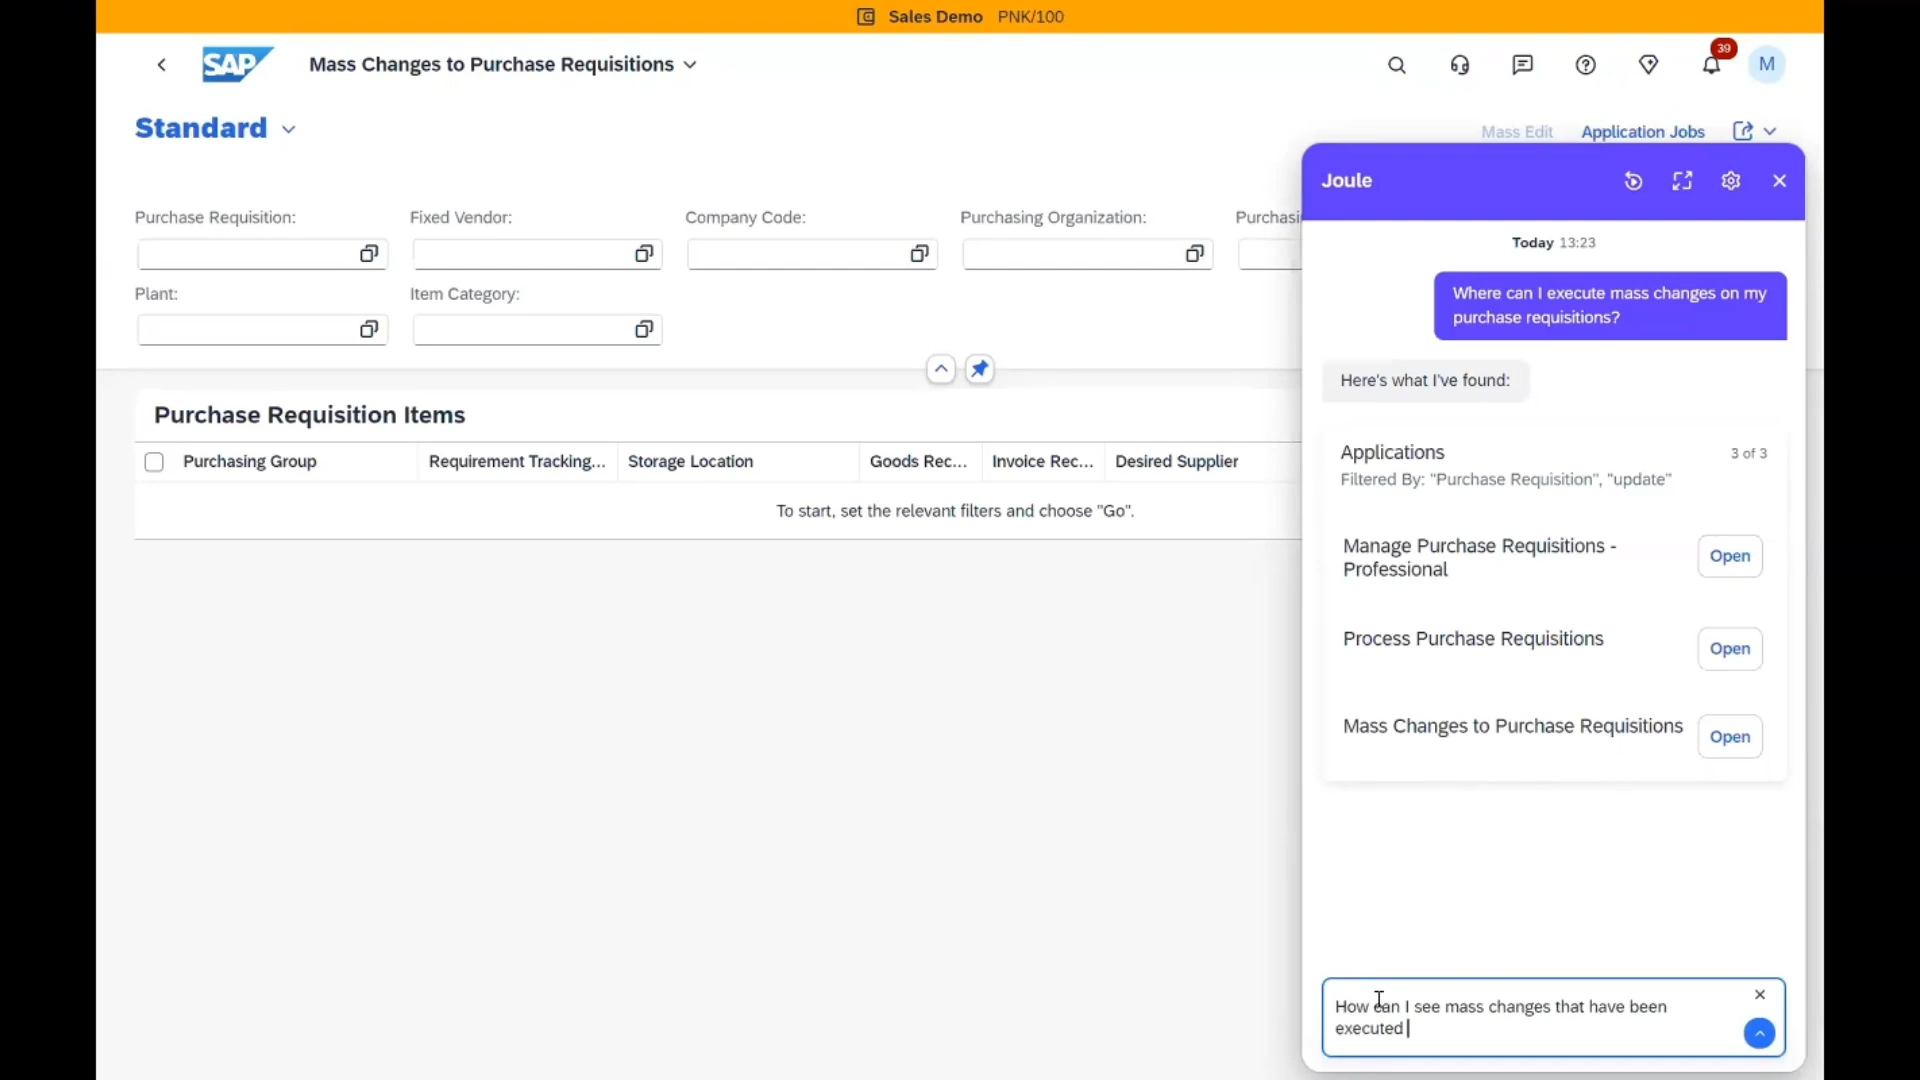 Sales Demo PNK/100
SAP
Mass Changes to Purchase Requisitions
39
M
Standard
Mass Edit
Application Jobs
Purchase Requisition:
Fixed Vendor:
Company Code:
Purchasing Organization:
Purchasi
Plant:
Item Category:
Purchase Requisition Items
Purchasing Group
Requirement Tracking...
Storage Location
Goods Rec...
Invoice Rec...
Desired Supplier
To start, set the relevant filters and choose "Go".
Joule
Today 13:23
Where can I execute mass changes on my
purchase requisitions?
Here's what I've found:
Applications
3 of 3
Filtered By: "Purchase Requisition", "update"
Manage Purchase Requisitions -
Professional
Open
Process Purchase Requisitions
Open
Mass Changes to Purchase Requisitions
Open
How can I see mass changes that have been
executed